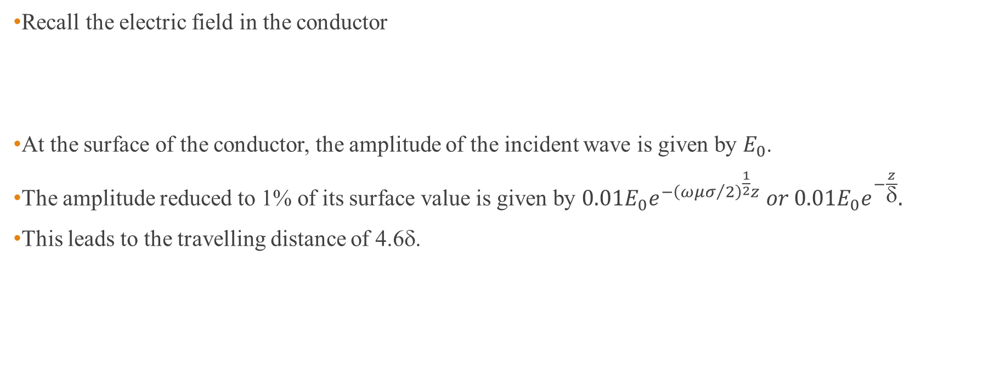 •Recall the electric field in the conductor
•At the surface of the conductor, the amplitude of the incident wave is given by $E_0$.
•The amplitude reduced to 1% of its surface value is given by $0.01E_0e^{-(\omega\mu\sigma/2)^{\frac{1}{2}}z}$ or $0.01E_0e^{-\frac{z}{\delta}}$.
•This leads to the travelling distance of 4.6δ.